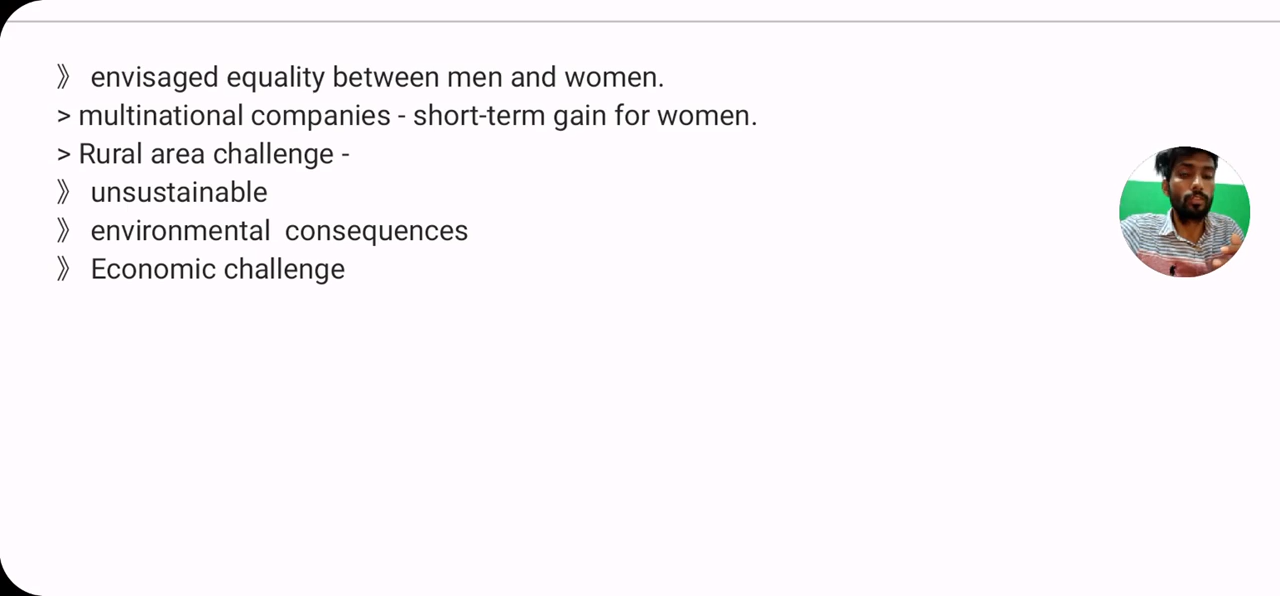 》 envisaged equality between men and women.
> multinational companies - short-term gain for women.
> Rural area challenge -
》 unsustainable
》 environmental  consequences
》 Economic challenge